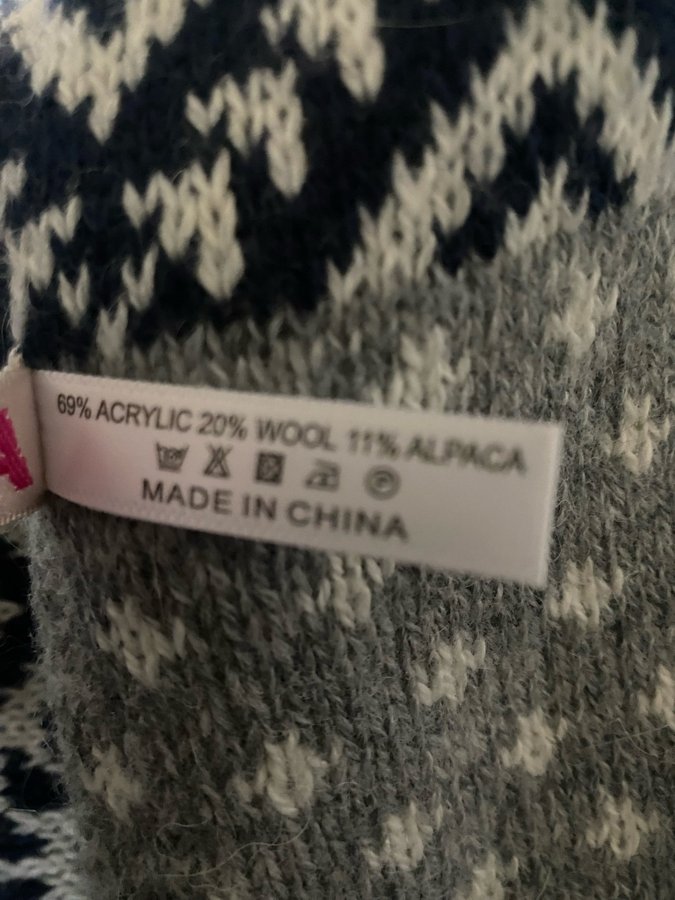 69% ACRYLIC 20% WOOL 11% ALPACA
MADE IN CHINA